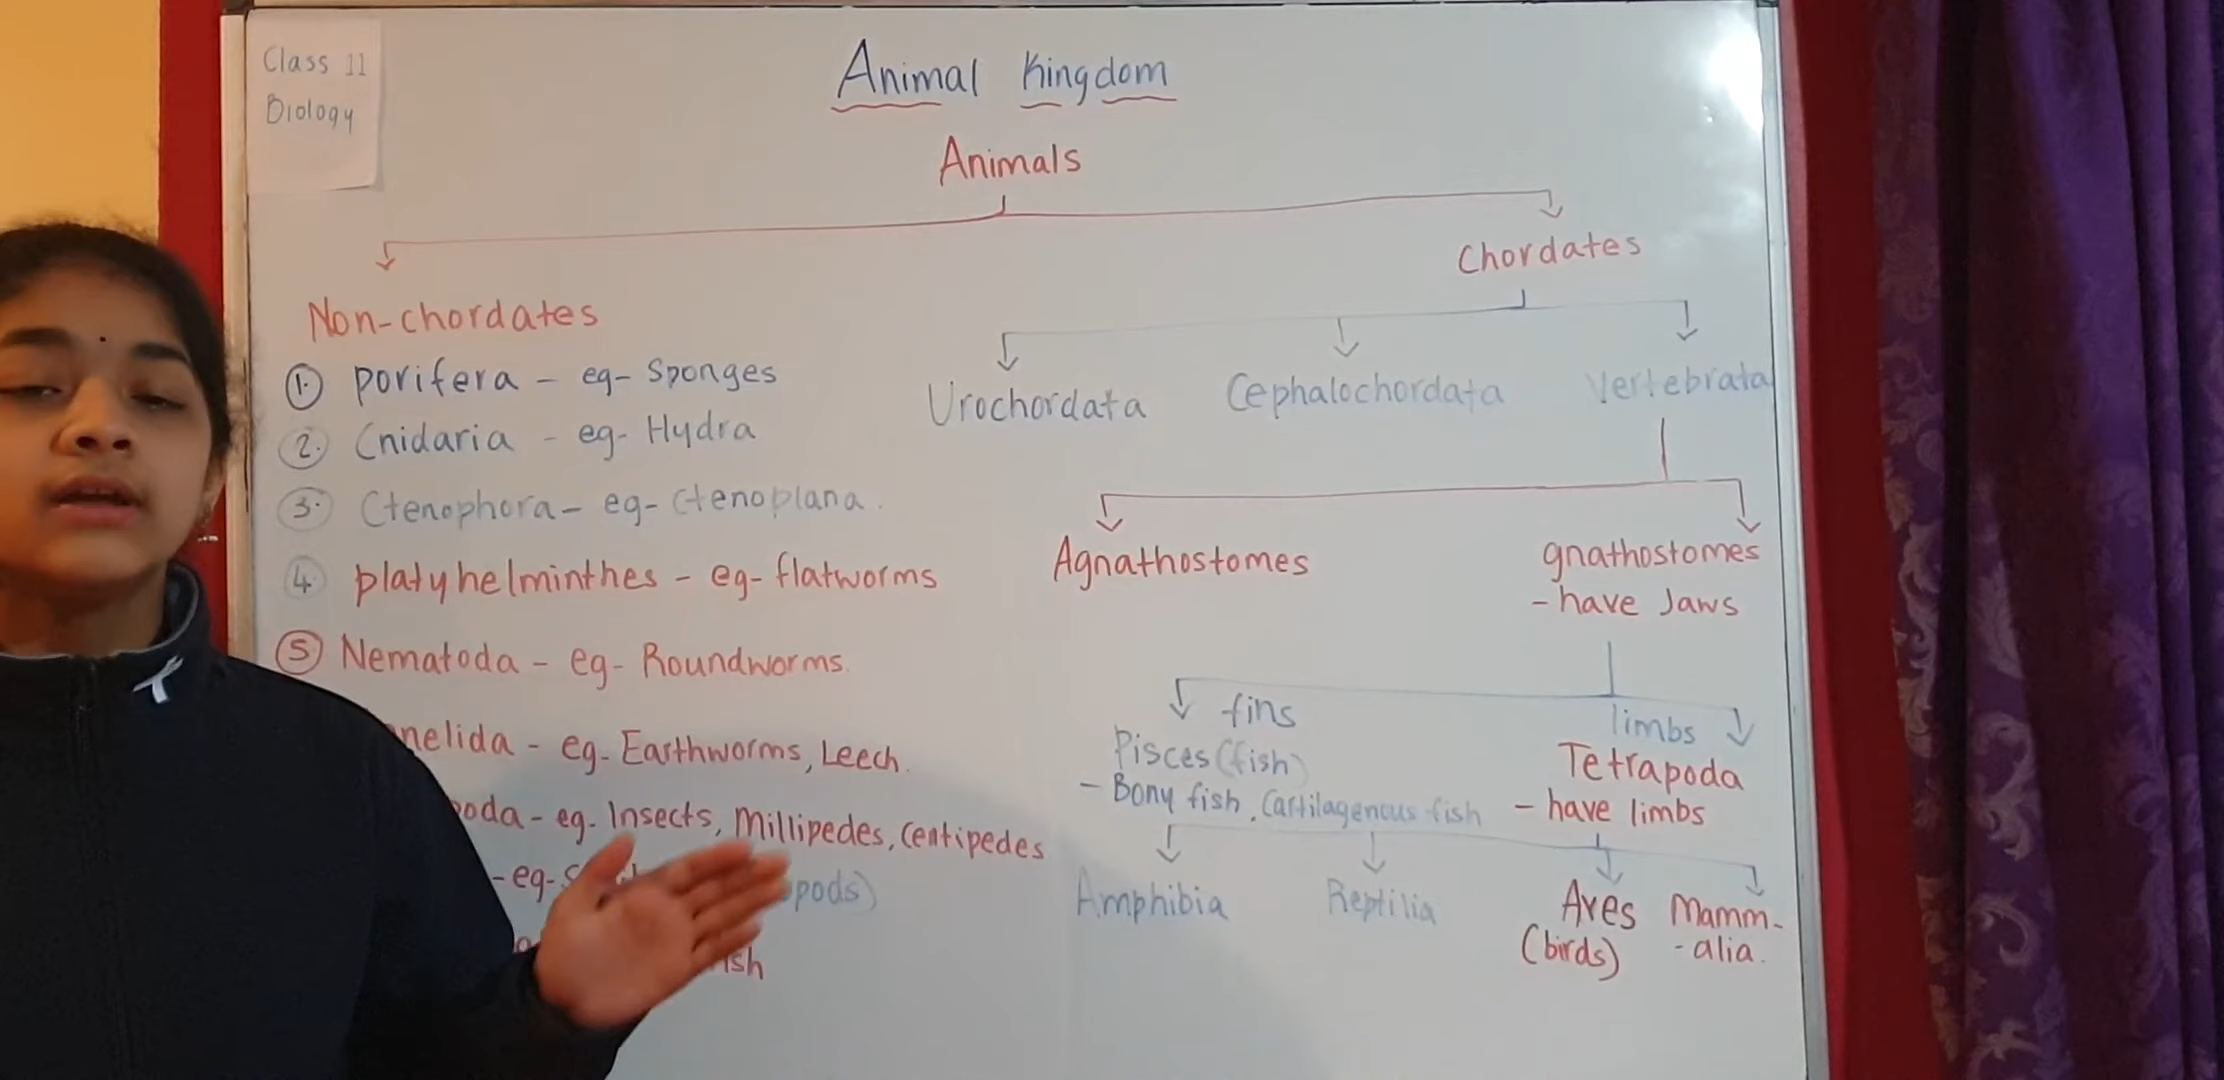 Class 11
Biology
Animal Kingdom
Animals
Non-chordates
1. Porifera - eg- Sponges
2. Cnidaria - eg- Hydra
3. Ctenophora - eg- Ctenoplana.
4. Platyhelminthes - eg- flatworms
5 Nematoda - eg- Roundworms.
nelida - eg. Earthworms, Leech.
poda - eg. Insects, Millipedes, Centipedes
- eg- pods)
ish
Chordates
Urochordata Cephalochordata Vertebrata
Agnathostomes gnathostomes
- have Jaws
fins limbs
Pisces (fish) Tetrapoda
- Bony fish, Cartilagenous fish - have limbs
Amphibia Reptilia Aves Mamm-
(birds) - alia.